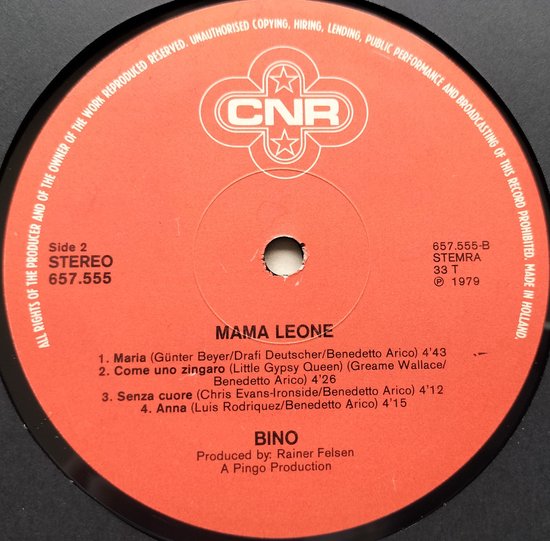 ALL RIGHTS OF THE PRODUCER AND OF THE OWNER OF THE WORK REPRODUCED RESERVED. UNAUTHORISED COPYING, HIRING, LENDING, PUBLIC PERFORMANCE AND BROADCASTING OF THIS RECORD PROHIBITED. MADE IN HOLLAND.
CNR
Side 2
STEREO
657.555
657.555-B
STEMRA
33 T
℗ 1979
MAMA LEONE
1. Maria (Günter Beyer/Drafi Deutscher/Benedetto Arico) 4'43
2. Come uno zingaro (Little Gypsy Queen) (Greame Wallace/
Benedetto Arico) 4'26
3. Senza cuore (Chris Evans-Ironside/Benedetto Arico) 4'12
4. Anna (Luis Rodriquez/Benedetto Arico) 4'15
BINO
Produced by: Rainer Felsen
A Pingo Production